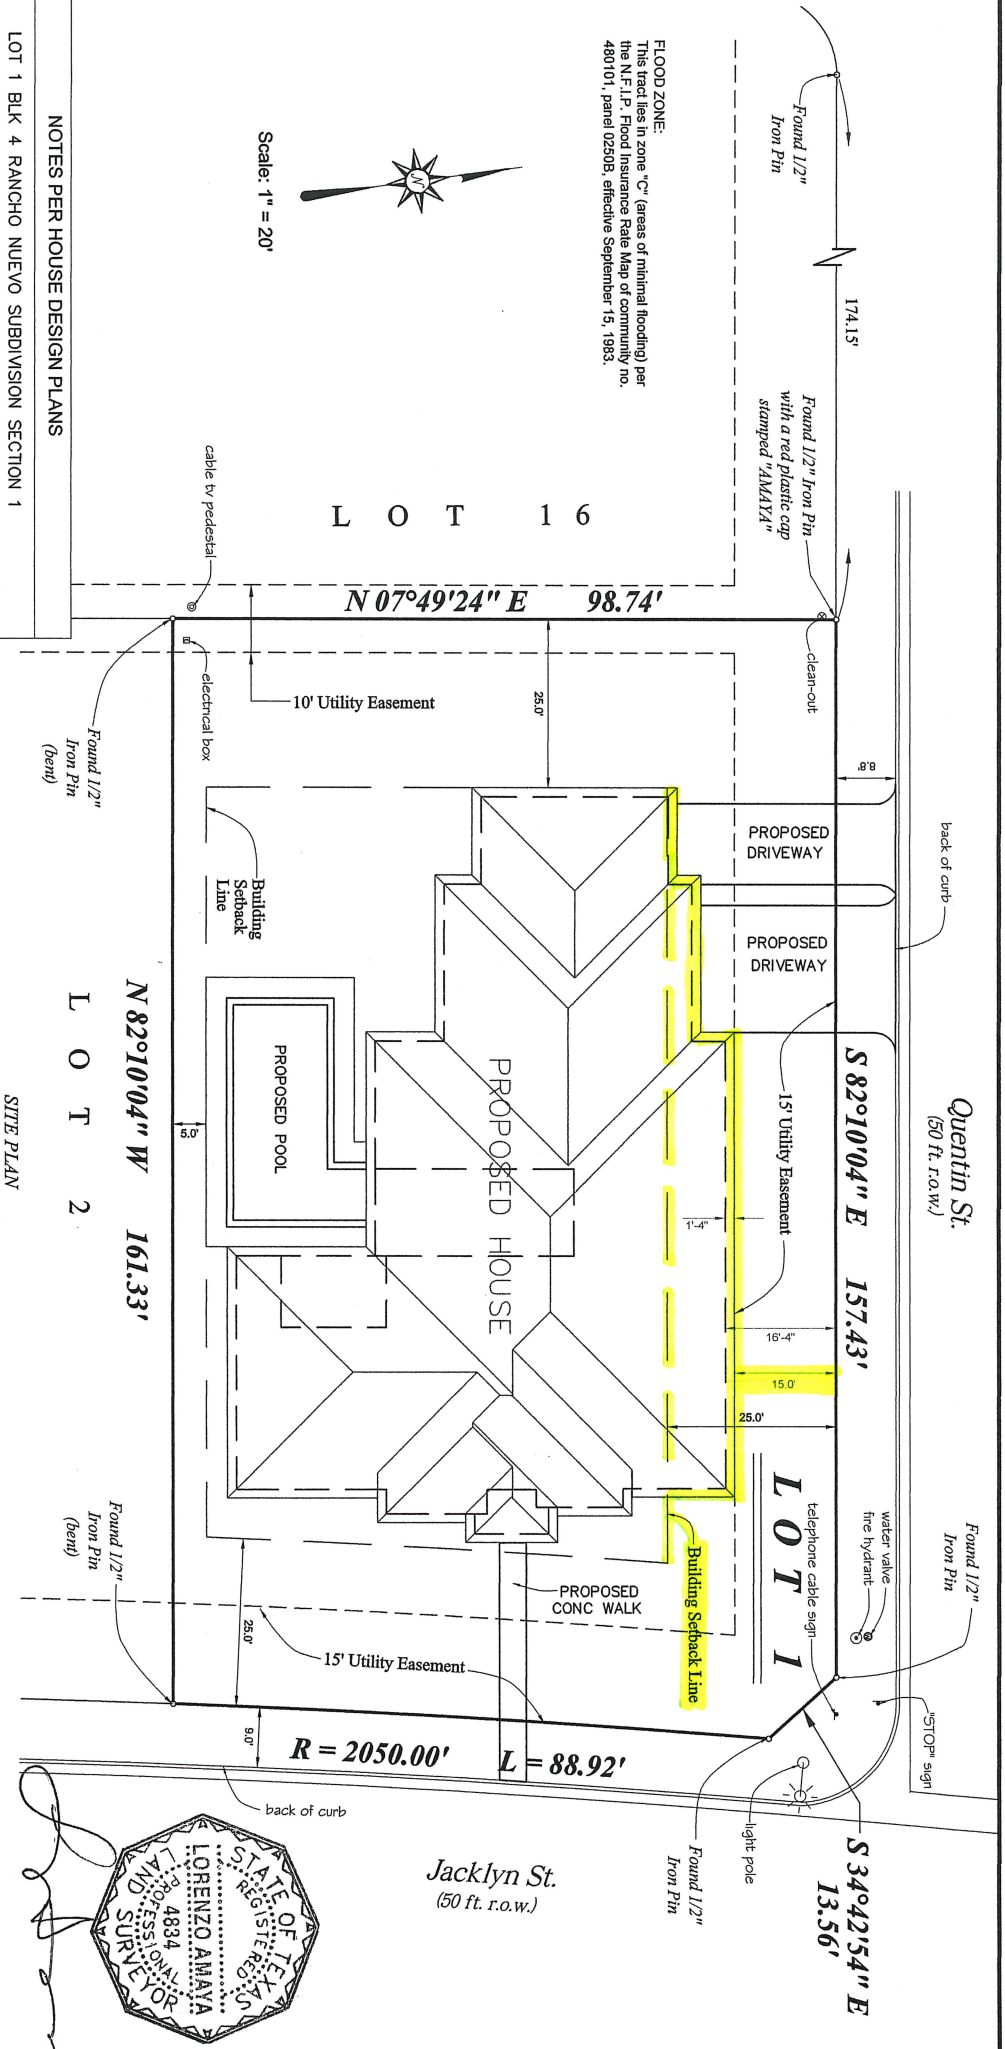 FLOOD ZONE:
This tract lies in zone "C" (areas of minimal flooding) per
the N.F.I.P. Flood Insurance Rate Map of community no.
480101, panel 0250B, effective September 15, 1983.
Scale: 1" = 20'
N
NOTES PER HOUSE DESIGN PLANS
LOT 1 BLK 4 RANCHO NUEVO SUBDIVISION SECTION 1
Found 1/2"
Iron Pin
174.15'
Found 1/2" Iron Pin
with a red plastic cap
stamped "AMAYA"
LOT 16
cable tv pedestal
N 07°49'24" E 98.74'
clean-out
electrical box
10' Utility Easement
25.0'
Found 1/2"
Iron Pin
(bent)
8.8'
back of curb
PROPOSED
DRIVEWAY
PROPOSED
DRIVEWAY
Building
Setback
Line
Quentin St.
(50 ft. r.o.w.)
S 82°10'04" E 157.43'
15' Utility Easement
1'-4"
16'-4"
15.0'
25.0'
PROPOSED HOUSE
PROPOSED POOL
5.0'
N 82°10'04" W 161.33'
LOT 2
SITE PLAN
LOT 1
telephone cable sign
water valve
fire hydrant
Found 1/2"
Iron Pin
"STOP" sign
Building Setback Line
PROPOSED
CONC WALK
15' Utility Easement
25.0'
Found 1/2"
Iron Pin
(bent)
9.0'
R = 2050.00' L = 88.92'
back of curb
Found 1/2"
Iron Pin
light pole
S 34°42'54" E
13.56'
Jacklyn St.
(50 ft. r.o.w.)
STATE OF TEXAS
REGISTERED
LORENZO AMAYA
4834
PROFESSIONAL
LAND SURVEYOR